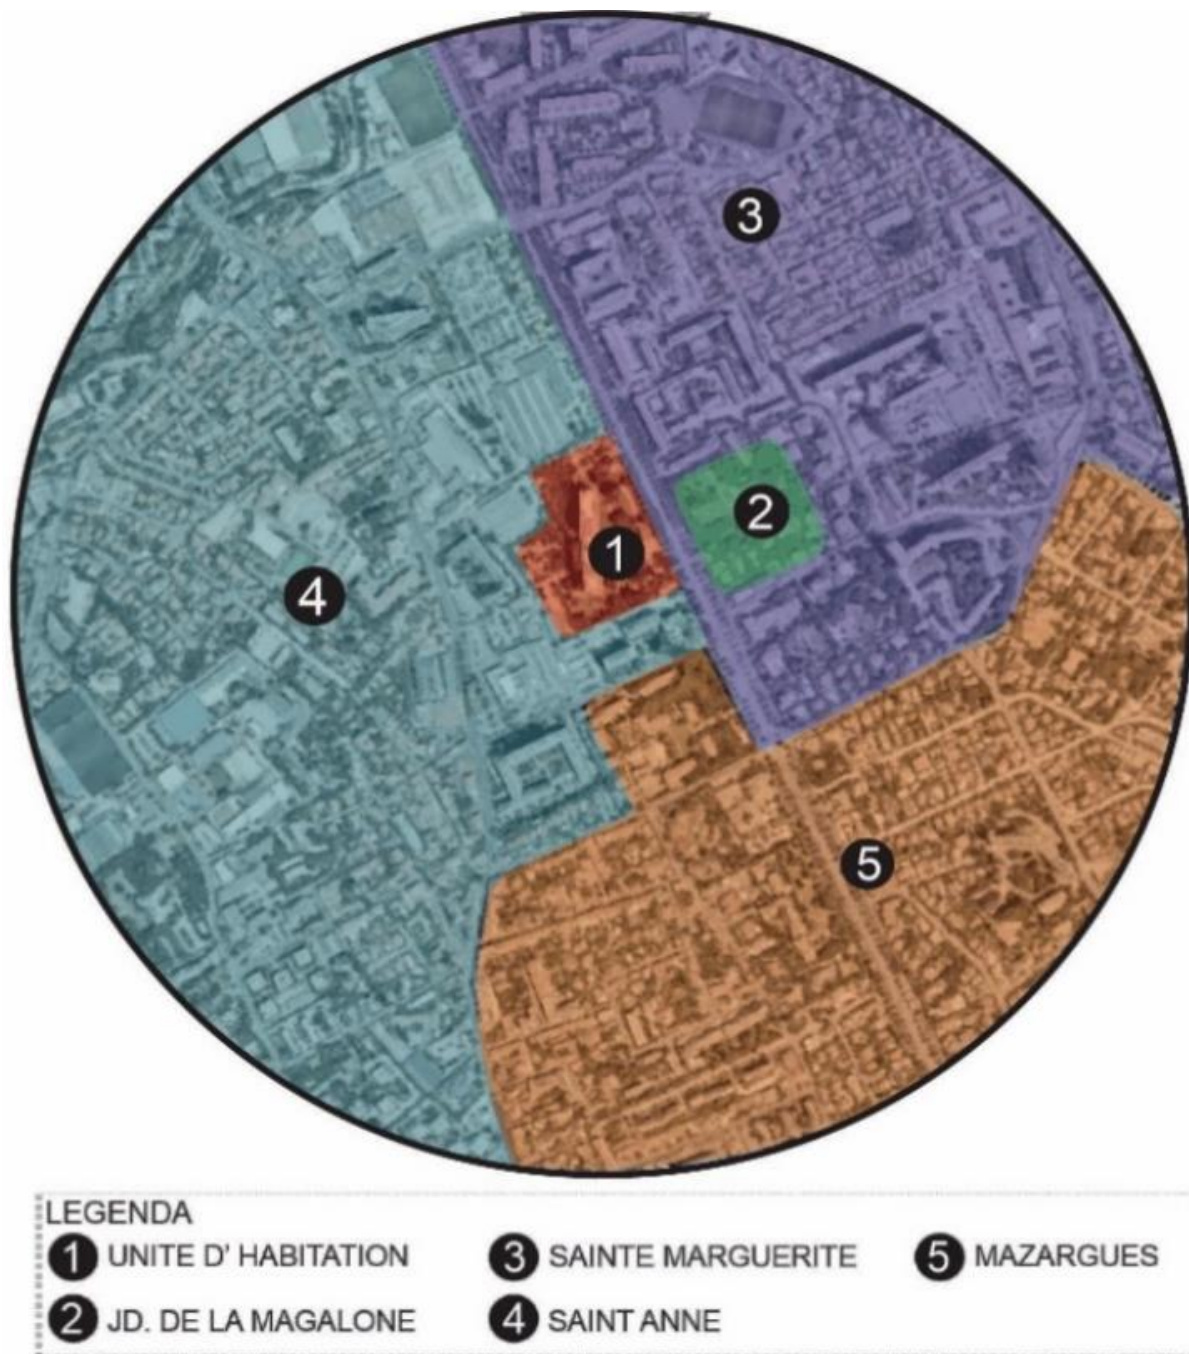 3
2
1
4
5
LEGENDA
1 UNITE D' HABITATION
3 SAINTE MARGUERITE
5 MAZARGUES
2 JD. DE LA MAGALONE
4 SAINT ANNE